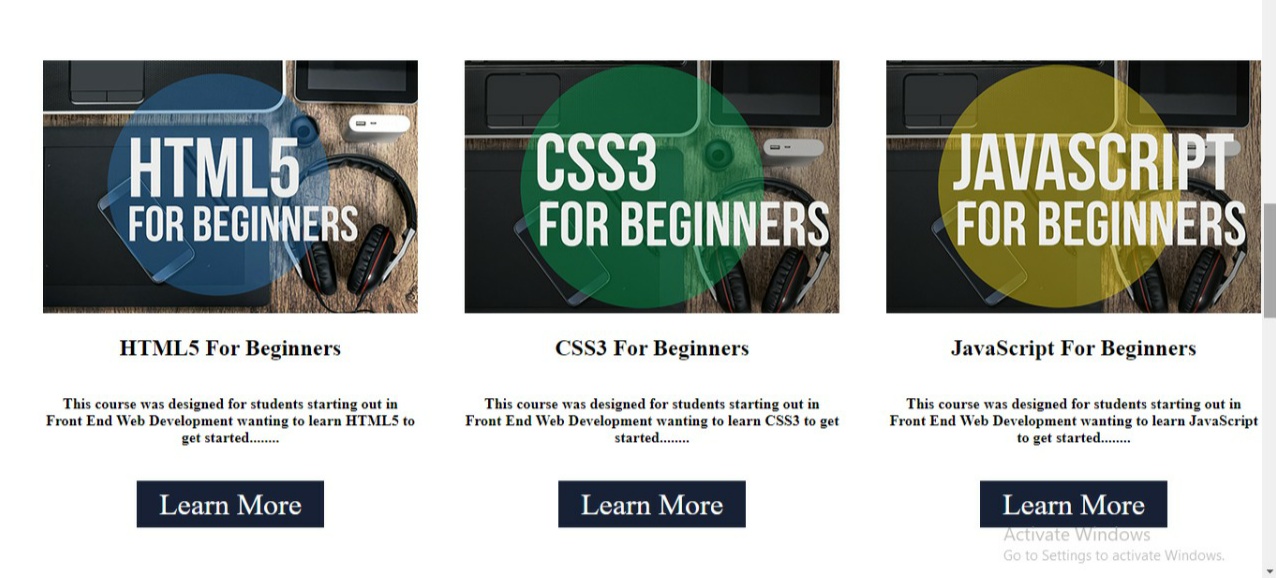 HTML5
FOR BEGINNERS
CSS3
FOR BEGINNERS
JAVASCRIPT
FOR BEGINNERS
HTML5 For Beginners
CSS3 For Beginners
JavaScript For Beginners
This course was designed for students starting out in
Front End Web Development wanting to learn HTML5 to
get started........
This course was designed for students starting out in
Front End Web Development wanting to learn CSS3 to get
started........
This course was designed for students starting out in
Front End Web Development wanting to learn JavaScript
to get started........
Learn More
Learn More
Learn More
Activate Windows
Go to Settings to activate Windows.